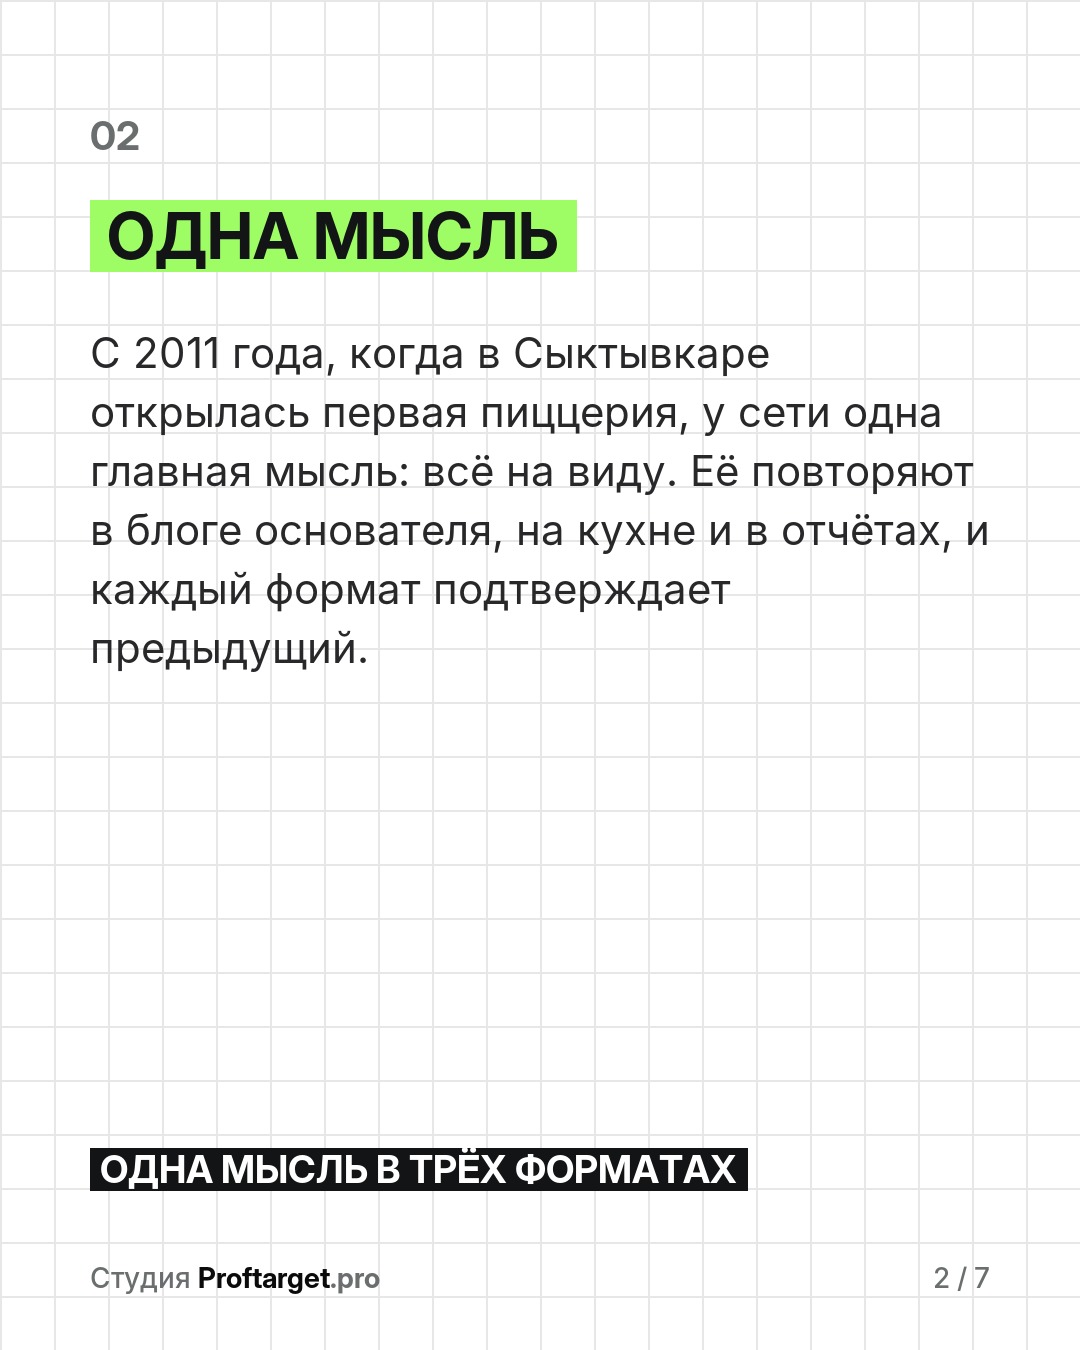 02
ОДНА МЫСЛЬ
С 2011 года, когда в Сыктывкаре
открылась первая пиццерия, у сети одна
главная мысль: всё на виду. Её повторяют
в блоге основателя, на кухне и в отчётах, и
каждый формат подтверждает
предыдущий.
ОДНА МЫСЛЬ В ТРЁХ ФОРМАТАХ
Студия Proftarget.pro
2 / 7